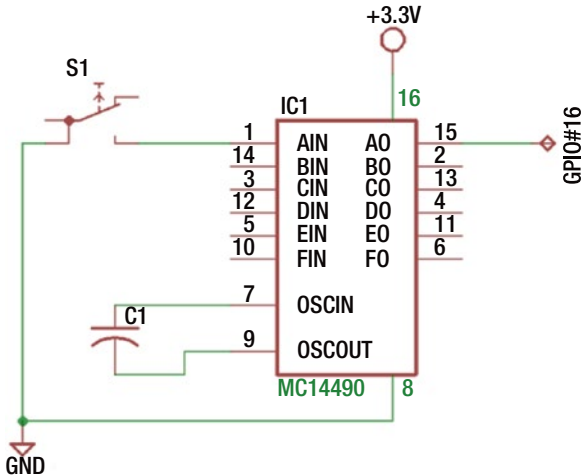 +3.3V
S1
IC1
16
1 AIN AO 15
14 BIN BO 2
3 CIN CO 13
12 DIN DO 4
5 EIN EO 11
10 FIN FO 6
GPIO#16
7 OSCIN
C1
9 OSCOUT
MC14490 8
GND